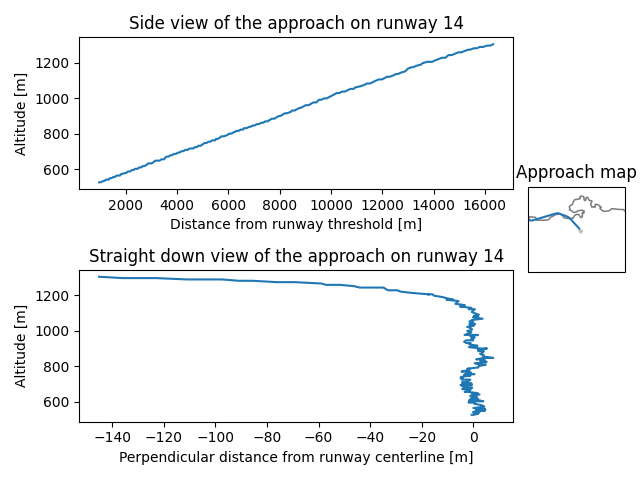 Side view of the approach on runway 14
1200
1000
800
600
Altitude [m]
2000 4000 6000 8000 10000 12000 14000 16000
Distance from runway threshold [m]
Approach map
Straight down view of the approach on runway 14
1200
1000
800
600
Altitude [m]
−140 −120 −100 −80 −60 −40 −20 0
Perpendicular distance from runway centerline [m]